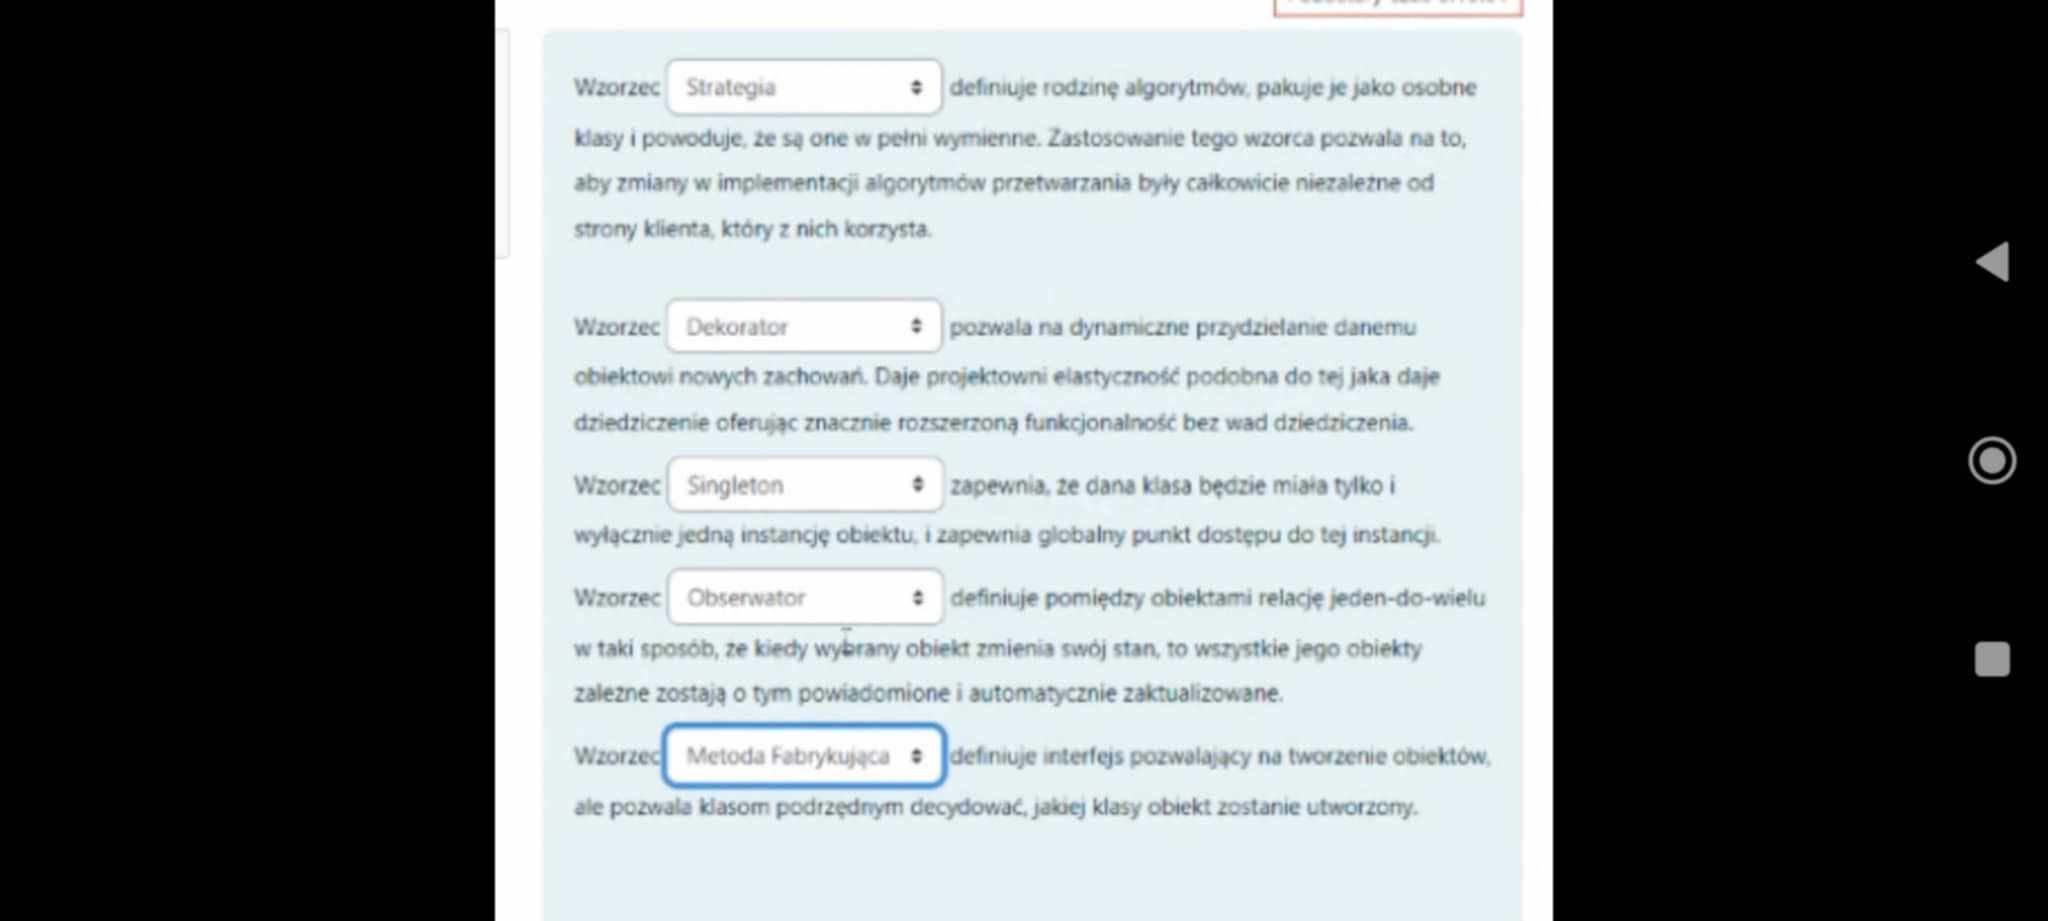 Wzorzec Strategia definiuje rodzinę algorytmów, pakuje je jako osobne
klasy i powoduje, że są one w pełni wymienne. Zastosowanie tego wzorca pozwala na to,
aby zmiany w implementacji algorytmów przetwarzania były całkowicie niezależne od
strony klienta, który z nich korzysta.
Wzorzec Dekorator pozwala na dynamiczne przydzielanie danemu
obiektowi nowych zachowań. Daje projektowni elastyczność podobna do tej jaka daje
dziedziczenie oferując znacznie rozszerzoną funkcjonalność bez wad dziedziczenia.
Wzorzec Singleton zapewnia, że dana klasa będzie miała tylko i
wyłącznie jedną instancję obiektu, i zapewnia globalny punkt dostępu do tej instancji.
Wzorzec Obserwator definiuje pomiędzy obiektami relację jeden-do-wielu
w taki sposób, że kiedy wybrany obiekt zmienia swój stan, to wszystkie jego obiekty
zależne zostają o tym powiadomione i automatycznie zaktualizowane.
Wzorzec Metoda Fabrykująca definiuje interfejs pozwalający na tworzenie obiektów,
ale pozwala klasom podrzędnym decydować, jakiej klasy obiekt zostanie utworzony.